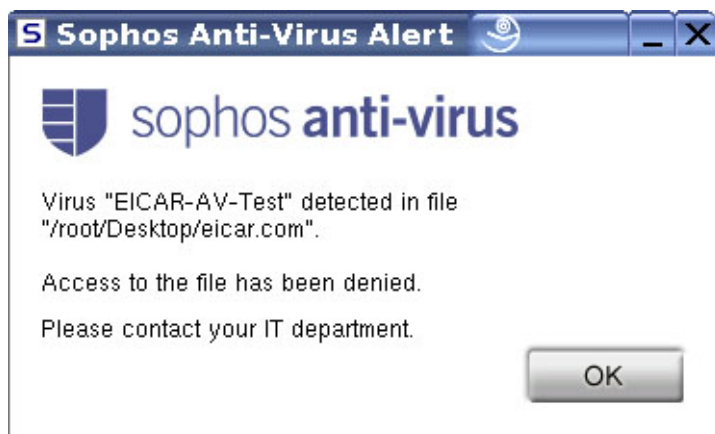 S Sophos Anti-Virus Alert
sophos anti-virus
Virus "EICAR-AV-Test" detected in file
"/root/Desktop/eicar.com".
Access to the file has been denied.
Please contact your IT department.
OK